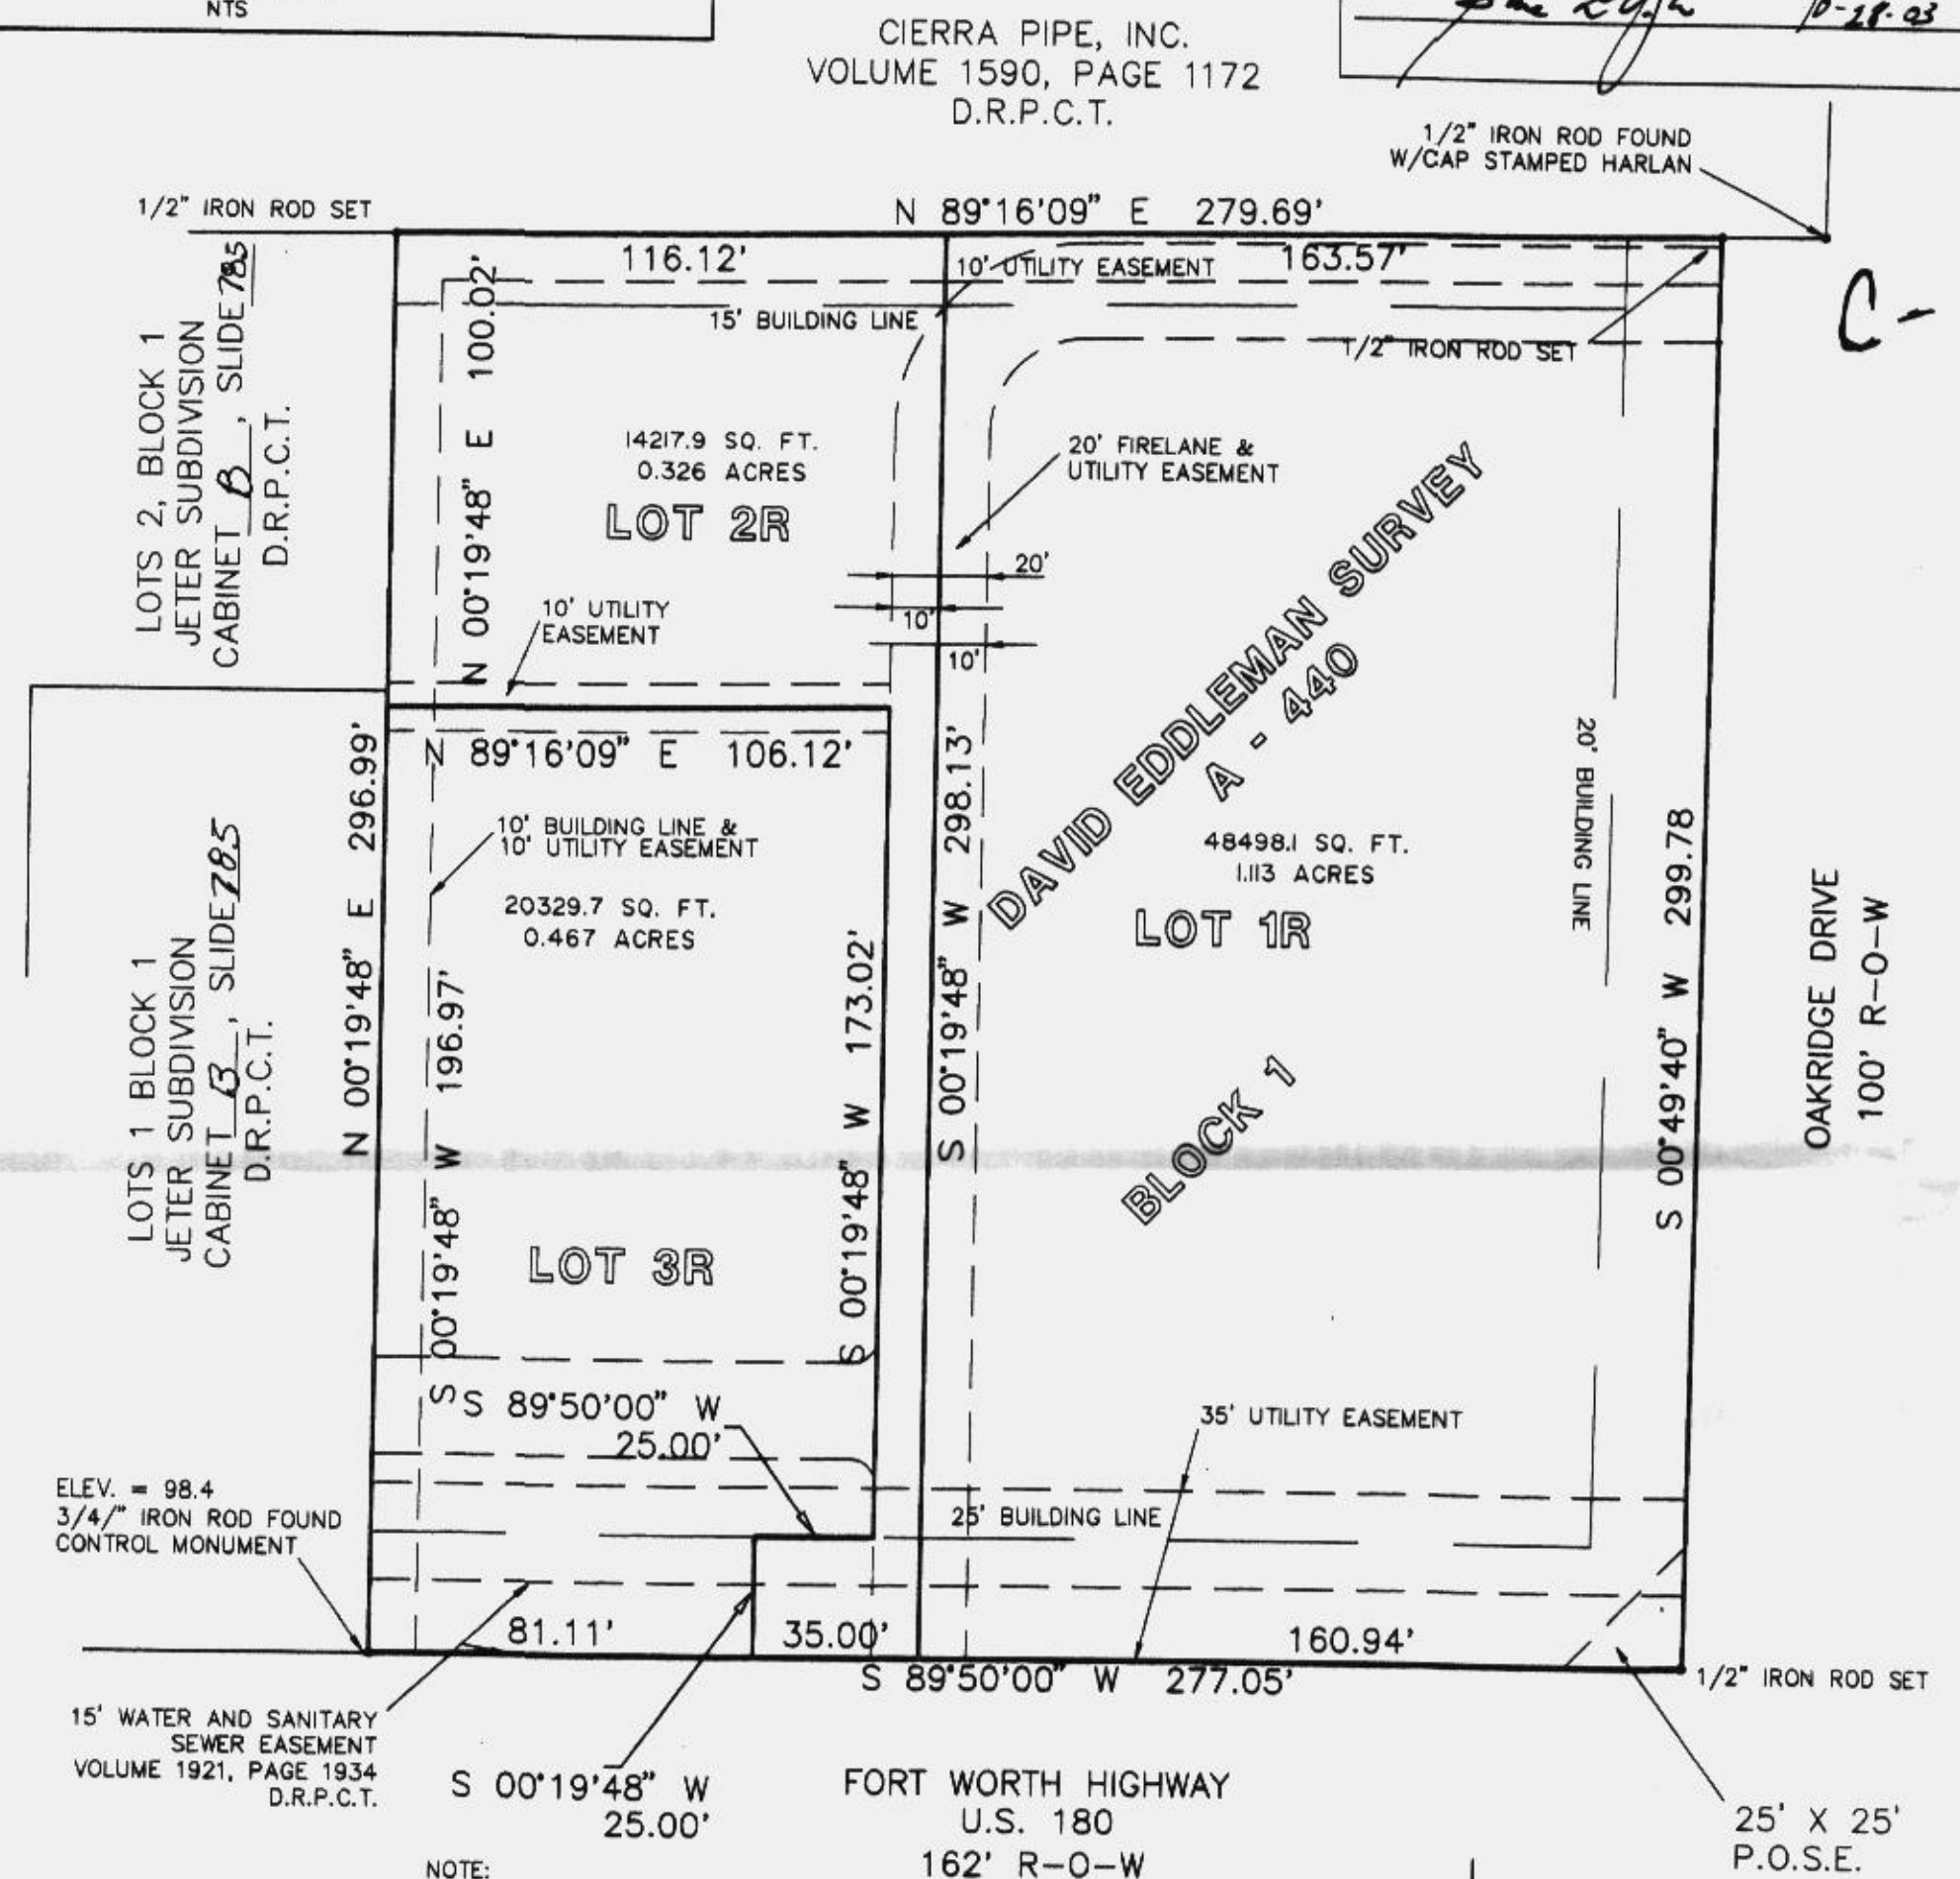 NTS
CIERRA PIPE, INC.
VOLUME 1590, PAGE 1172
D.R.P.C.T.
10-28-03
1/2" IRON ROD FOUND
W/CAP STAMPED HARLAN
1/2" IRON ROD SET
N 89°16'09" E 279.69'
116.12'
10' UTILITY EASEMENT
163.57'
15' BUILDING LINE
1/2" IRON ROD SET
C-
LOTS 2, BLOCK 1
JETER SUBDIVISION
CABINET B, SLIDE 785
D.R.P.C.T.
N 00°19'48" E 100.02'
14217.9 SQ. FT.
0.326 ACRES
LOT 2R
20' FIRELANE &
UTILITY EASEMENT
20'
10'
10'
10' UTILITY
EASEMENT
DAVID EDDLEMAN SURVEY
A - 440
N 89°16'09" E 106.12'
N 00°19'48" E 296.99'
10' BUILDING LINE &
10' UTILITY EASEMENT
20329.7 SQ. FT.
0.467 ACRES
S 00°19'48" W 196.97'
S 00°19'48" W 173.02'
S 00°19'48" W 298.13'
48498.1 SQ. FT.
1.113 ACRES
LOT 1R
20' BUILDING LINE
S 00°49'40" W 299.78
OAKRIDGE DRIVE
100' R-O-W
LOTS 1 BLOCK 1
JETER SUBDIVISION
CABINET B, SLIDE 785
D.R.P.C.T.
BLOCK 1
LOT 3R
S 89°50'00" W
25.00'
35' UTILITY EASEMENT
ELEV. = 98.4
3/4/" IRON ROD FOUND
CONTROL MONUMENT
25' BUILDING LINE
81.11'
35.00'
160.94'
S 89°50'00" W 277.05'
1/2" IRON ROD SET
15' WATER AND SANITARY
SEWER EASEMENT
VOLUME 1921, PAGE 1934
D.R.P.C.T.
S 00°19'48" W
25.00'
FORT WORTH HIGHWAY
U.S. 180
162' R-O-W
25' X 25'
P.O.S.E.
NOTE: